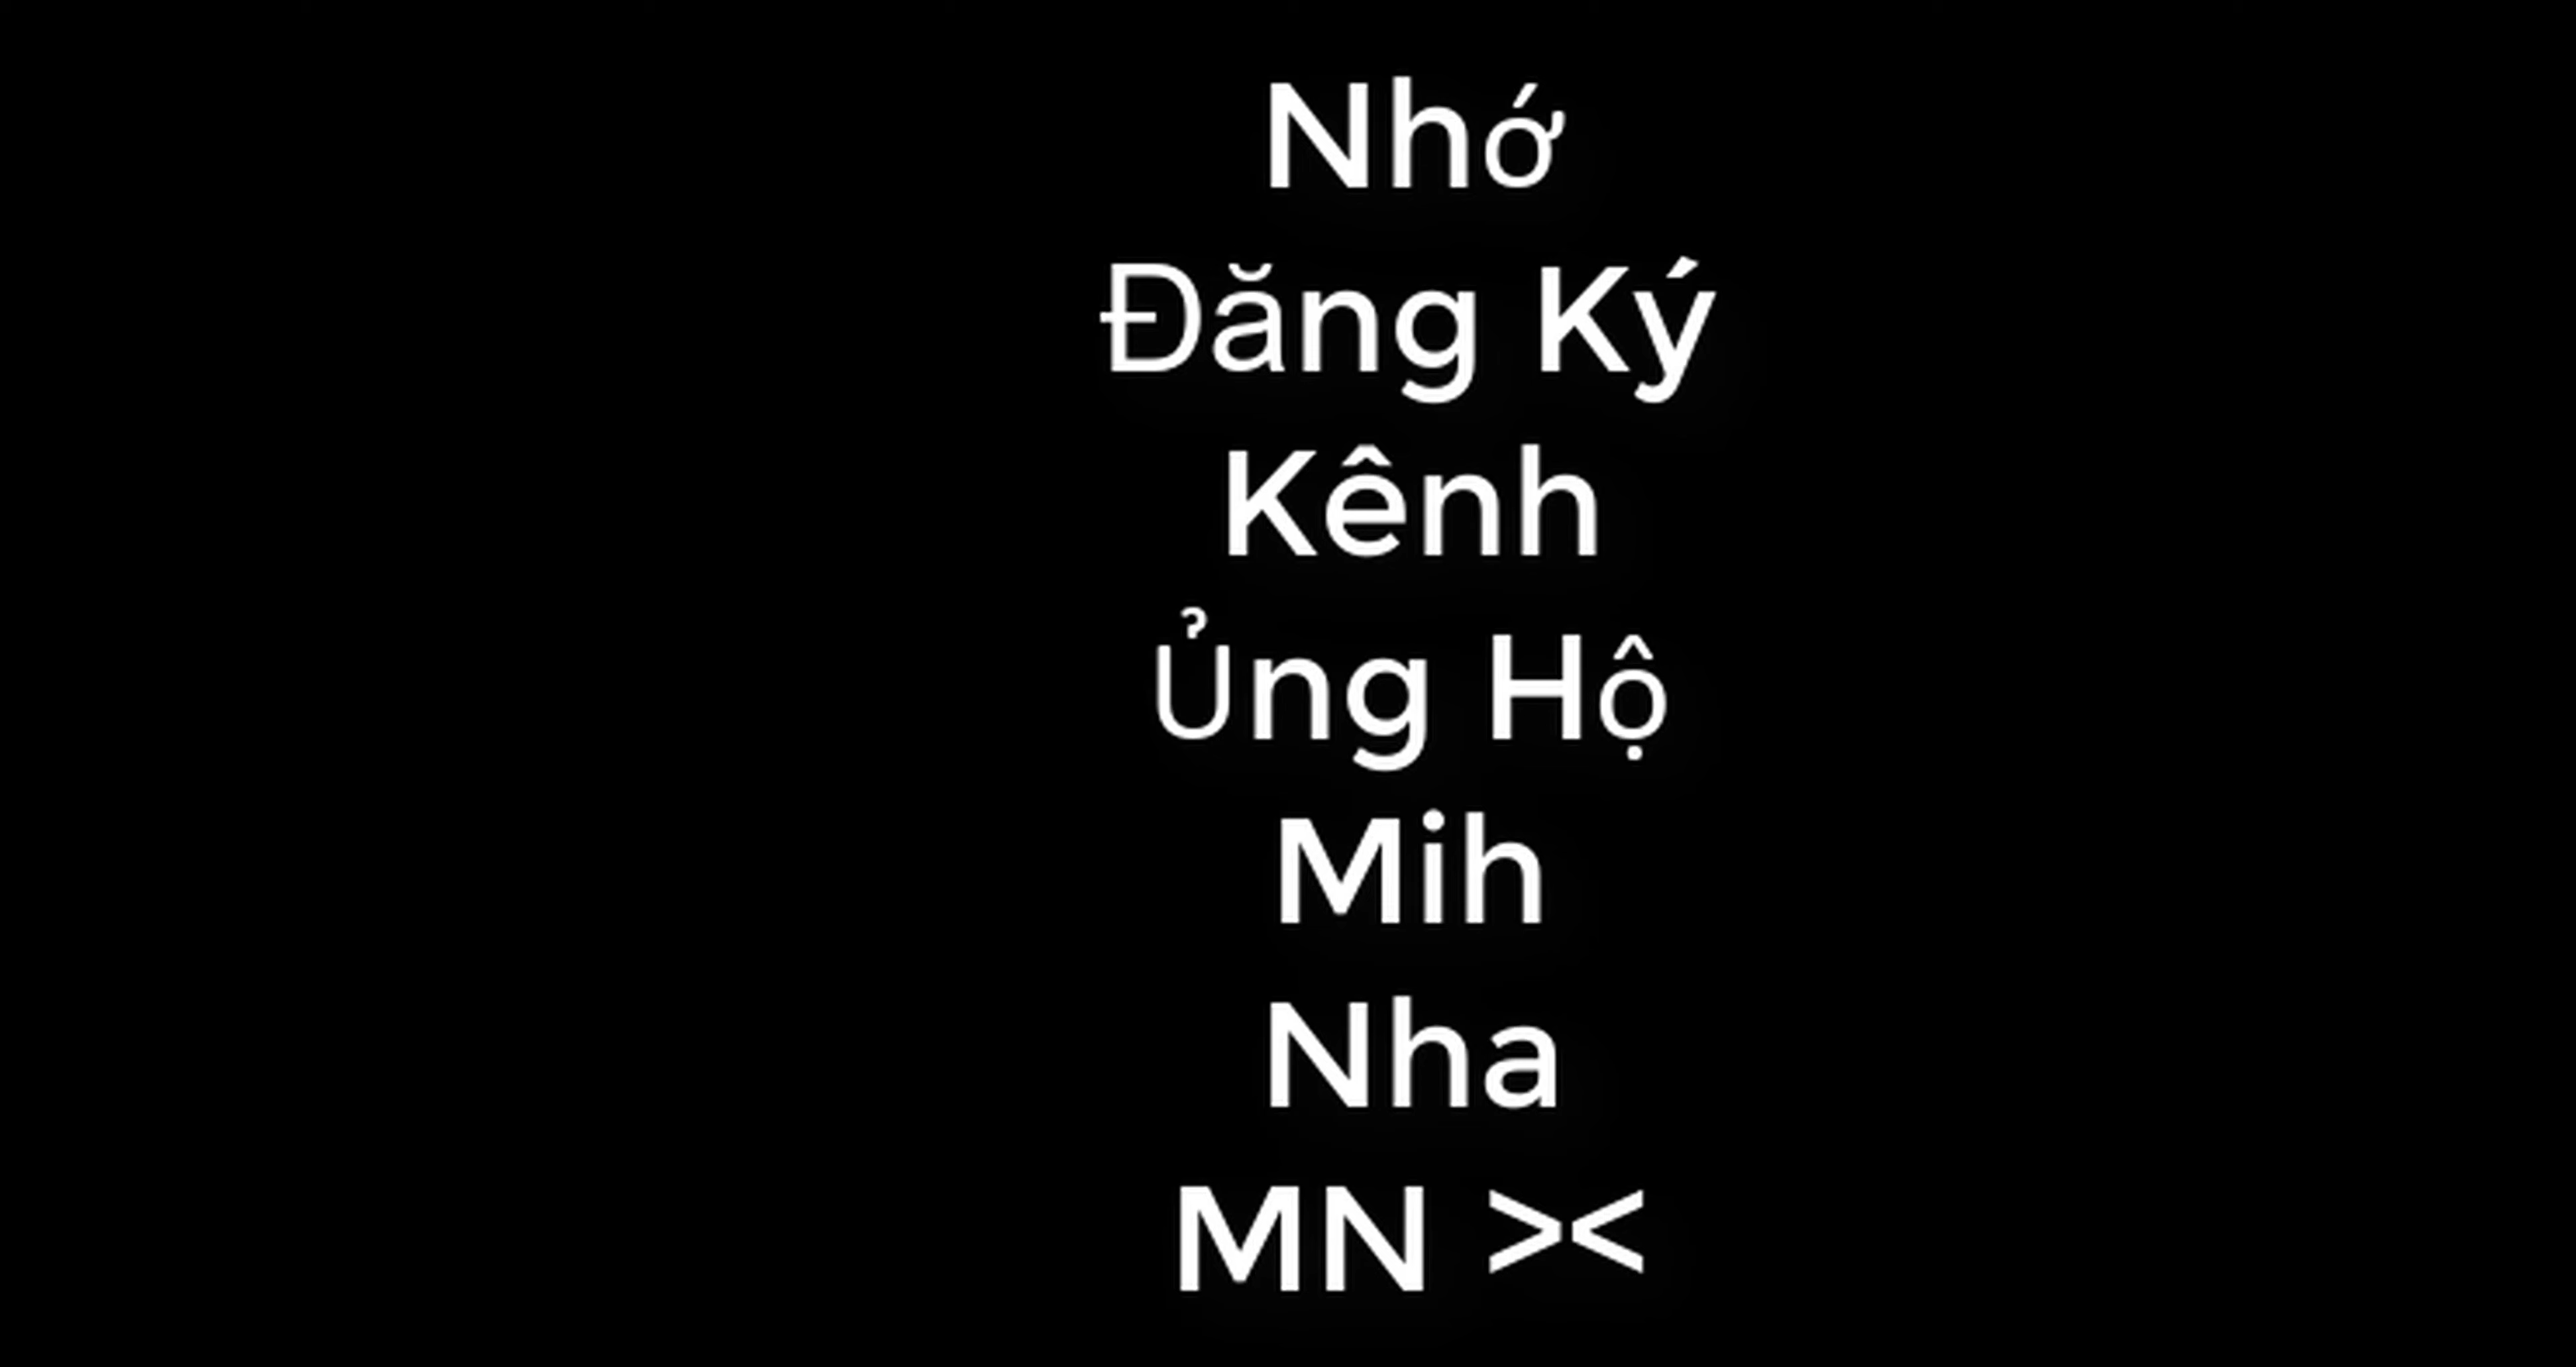 Nhớ
Đăng Ký
Kênh
Ủng Hộ
Mih
Nha
MN ><